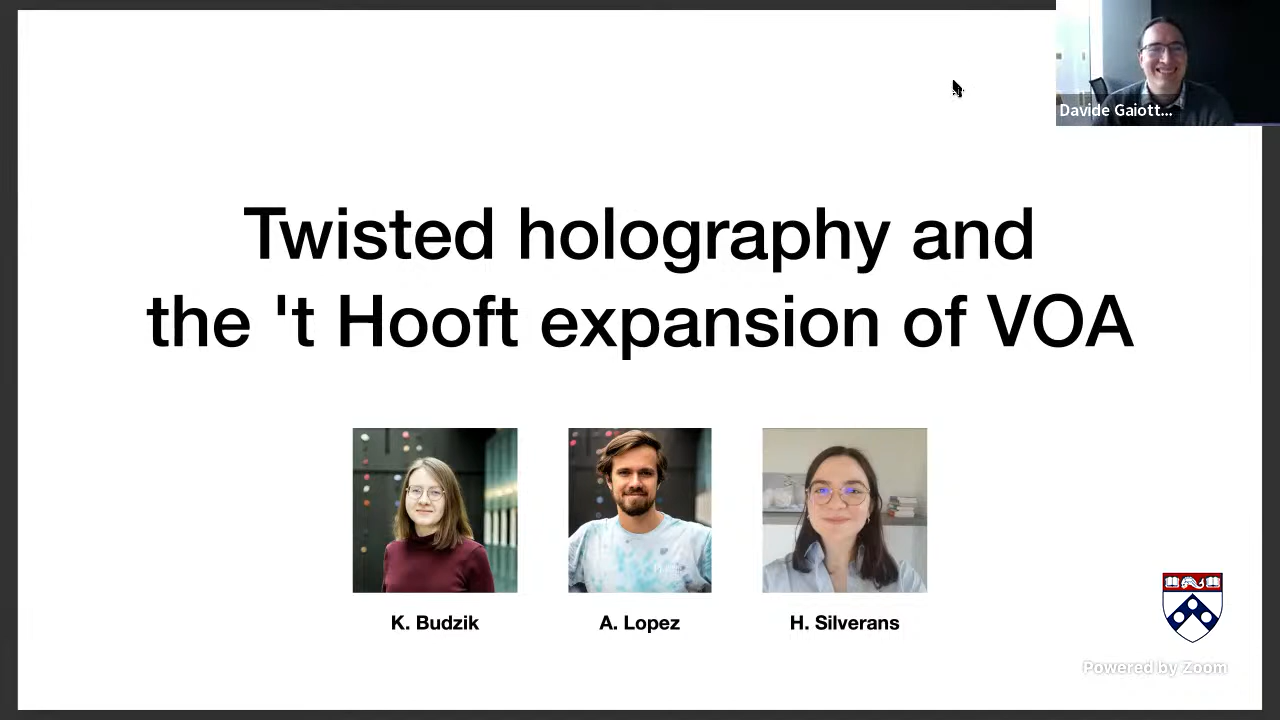 Davide Gaiott...
Twisted holography and
the 't Hooft expansion of VOA
K. Budzik
A. Lopez
H. Silverans
Powered by Zoom